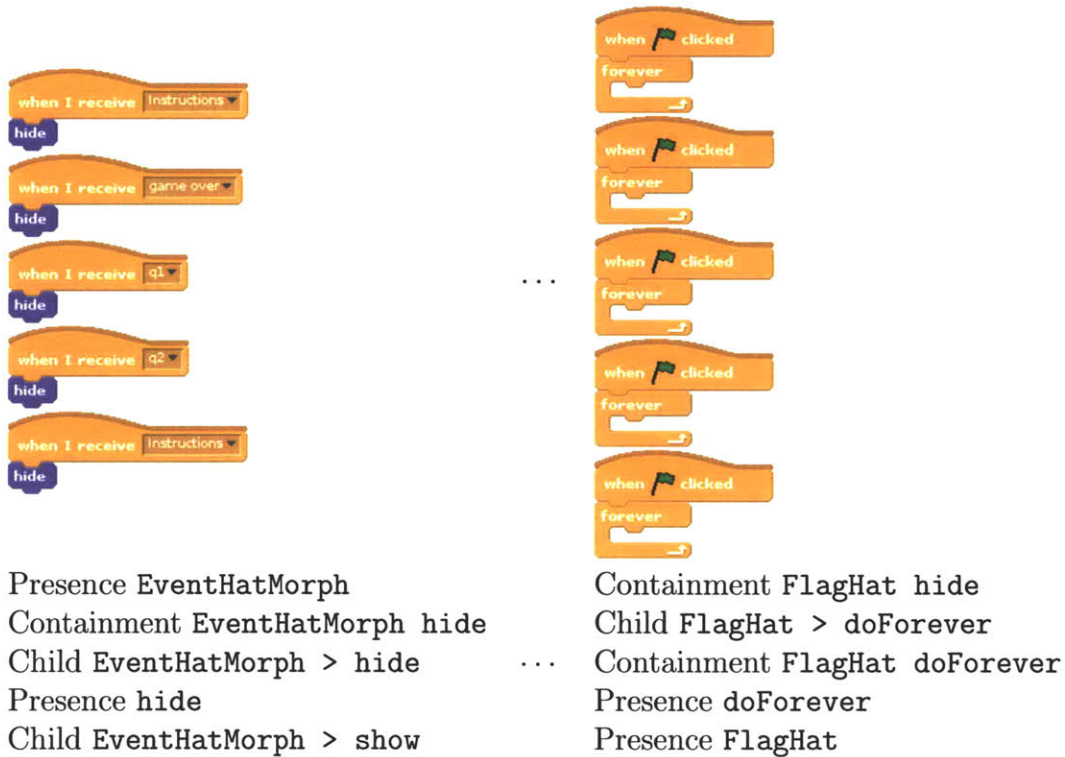 when I receive Instructions
hide
when I receive game over
hide
when I receive q1
hide
when I receive q2
hide
when I receive Instructions
hide
...
when clicked
forever
when clicked
forever
when clicked
forever
when clicked
forever
when clicked
forever
Presence EventHatMorph
Containment EventHatMorph hide
Child EventHatMorph > hide
Presence hide
Child EventHatMorph > show
...
Containment FlagHat hide
Child FlagHat > doForever
Containment FlagHat doForever
Presence doForever
Presence FlagHat